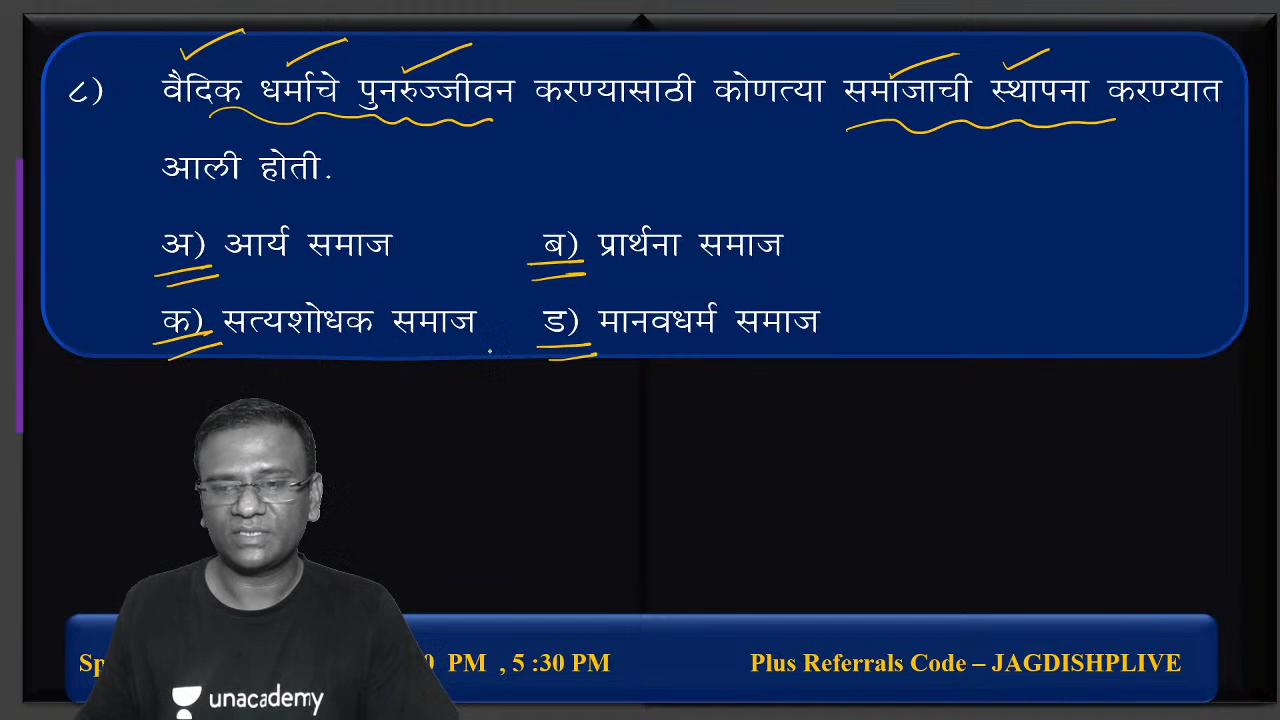 ८) वैदिक धर्माचे पुनरुज्जीवन करण्यासाठी कोणत्या समाजाची स्थापना करण्यात
आली होती.
अ) आर्य समाज ब) प्रार्थना समाज
क) सत्यशोधक समाज ड) मानवधर्म समाज
PM , 5 :30 PM Plus Referrals Code – JAGDISHPLIVE
unacademy